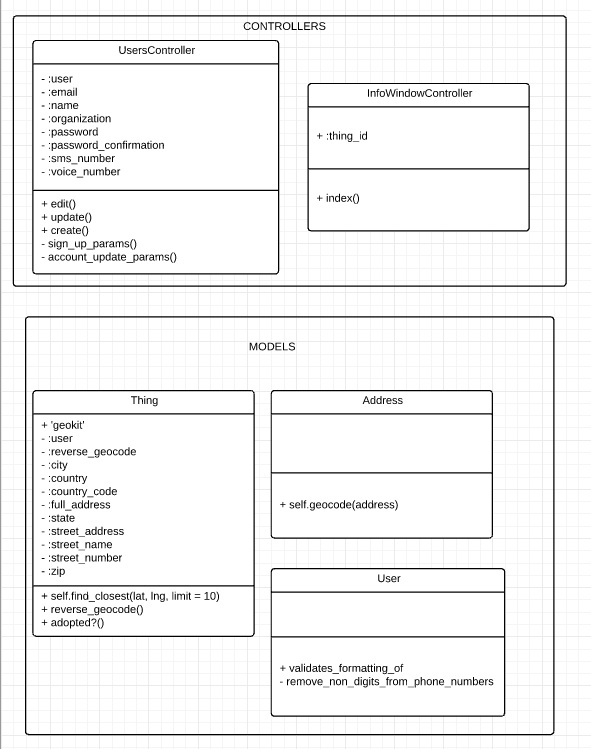 CONTROLLERS
UsersController
- :user
- :email
- :name
- :organization
- :password
- :password_confirmation
- :sms_number
- :voice_number
+ edit()
+ update()
+ create()
- sign_up_params()
- account_update_params()
InfoWindowController
+ :thing_id
+ index()
MODELS
Thing
+ 'geokit'
- :user
- :reverse_geocode
- :city
- :country
- :country_code
- :full_address
- :state
- :street_address
- :street_name
- :street_number
- :zip
+ self.find_closest(lat, lng, limit = 10)
+ reverse_geocode()
+ adopted?()
Address
+ self.geocode(address)
User
+ validates_formatting_of
- remove_non_digits_from_phone_numbers